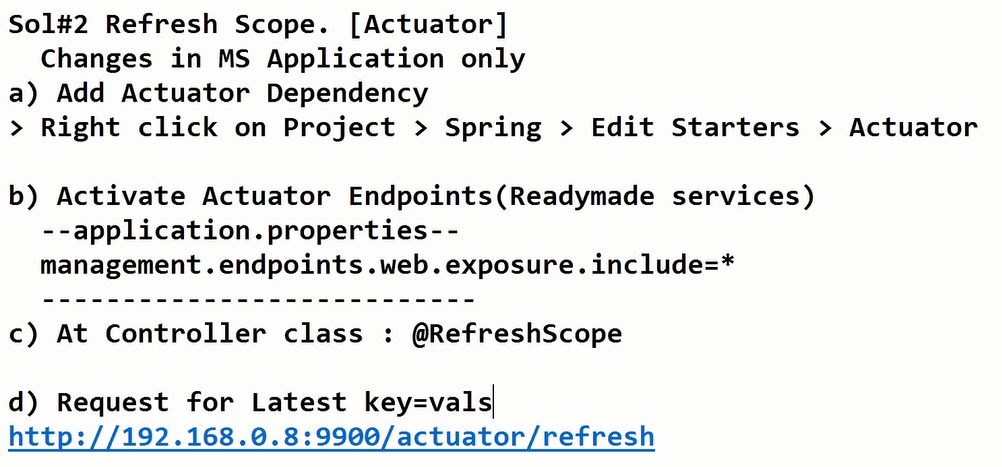 Sol#2 Refresh Scope. [Actuator]
Changes in MS Application only
a) Add Actuator Dependency
> Right click on Project > Spring > Edit Starters > Actuator
b) Activate Actuator Endpoints(Readymade services)
--application.properties--
management.endpoints.web.exposure.include=*
---------------------------
c) At Controller class : @RefreshScope
d) Request for Latest key=vals
http://192.168.0.8:9900/actuator/refresh